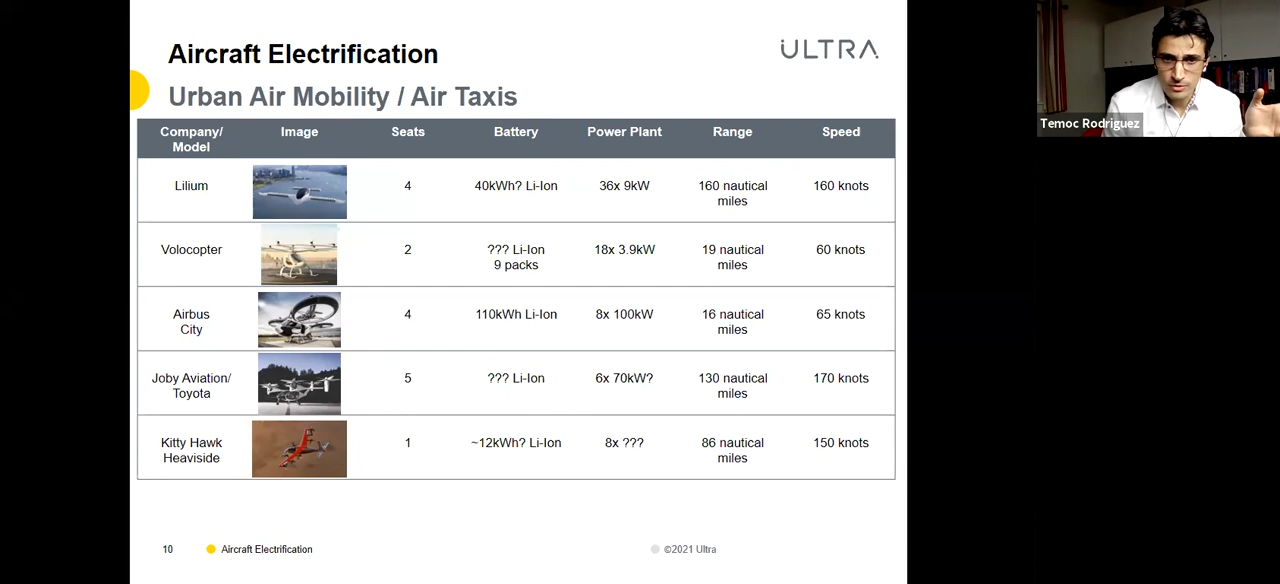 Aircraft Electrification
ULTRA
Urban Air Mobility / Air Taxis
Company/
Model
Image
Seats
Battery
Power Plant
Range
Speed
Lilium
4
40kWh? Li-Ion
36x 9kW
160 nautical
miles
160 knots
Volocopter
2
??? Li-Ion
9 packs
18x 3.9kW
19 nautical
miles
60 knots
Airbus
City
4
110kWh Li-Ion
8x 100kW
16 nautical
miles
65 knots
Joby Aviation/
Toyota
5
??? Li-Ion
6x 70kW?
130 nautical
miles
170 knots
Kitty Hawk
Heaviside
1
~12kWh? Li-Ion
8x ???
86 nautical
miles
150 knots
10
Aircraft Electrification
©2021 Ultra
Temoc Rodriguez